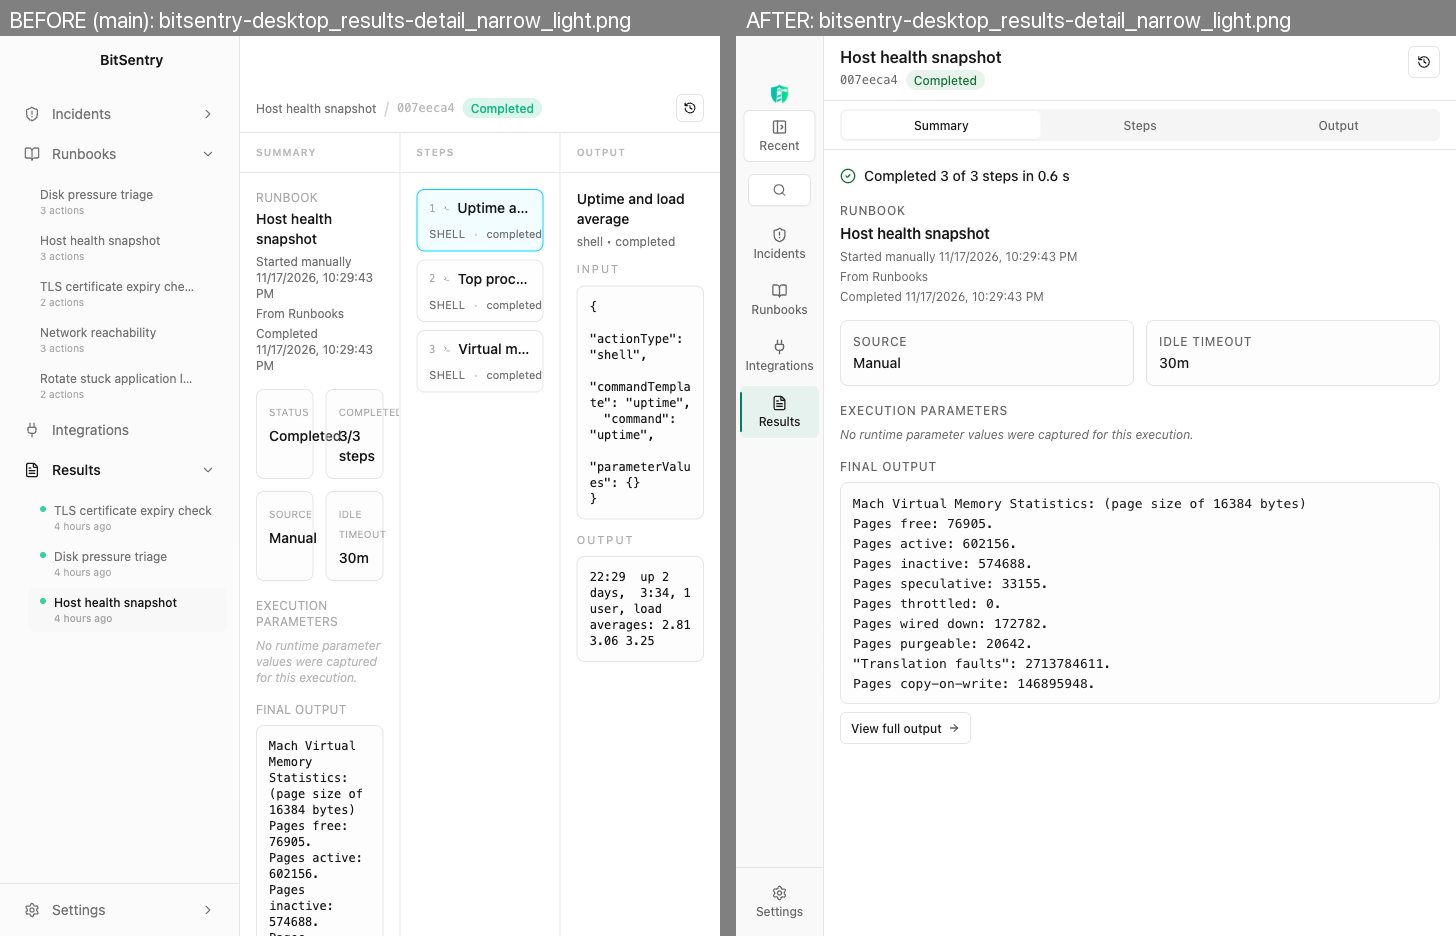 BEFORE (main): bitsentry-desktop_results-detail_narrow_light.png
BitSentry
Incidents
Runbooks
Disk pressure triage
3 actions
Host health snapshot
3 actions
TLS certificate expiry che...
2 actions
Network reachability
3 actions
Rotate stuck application l...
2 actions
Integrations
Results
TLS certificate expiry check
4 hours ago
Disk pressure triage
4 hours ago
Host health snapshot
4 hours ago
Settings
Host health snapshot / 007eeca4 Completed
SUMMARY
RUNBOOK
Host health
snapshot
Started manually
11/17/2026, 10:29:43
PM
From Runbooks
Completed
11/17/2026, 10:29:43
PM
STATUS
Completed
COMPLETED
3/3
steps
SOURCE
Manual
IDLE
TIMEOUT
30m
EXECUTION
PARAMETERS
No runtime parameter
values were captured
for this execution.
FINAL OUTPUT
Mach Virtual
Memory
Statistics:
(page size of
16384 bytes)
Pages free:
76905.
Pages active:
602156.
Pages
inactive:
574688.
STEPS
1 Uptime a...
SHELL · completed
2 Top proc...
SHELL · completed
3 Virtual m...
SHELL · completed
OUTPUT
Uptime and load
average
shell • completed
INPUT
{
"actionType":
"shell",
"commandTempla
te": "uptime",
"command":
"uptime",
"parameterValu
es": {}
}
OUTPUT
22:29 up 2
days, 3:34, 1
user, load
averages: 2.81
3.06 3.25
AFTER: bitsentry-desktop_results-detail_narrow_light.png
Recent
Incidents
Runbooks
Integrations
Results
Settings
Host health snapshot
007eeca4 Completed
Summary Steps Output
Completed 3 of 3 steps in 0.6 s
RUNBOOK
Host health snapshot
Started manually 11/17/2026, 10:29:43 PM
From Runbooks
Completed 11/17/2026, 10:29:43 PM
SOURCE
Manual
IDLE TIMEOUT
30m
EXECUTION PARAMETERS
No runtime parameter values were captured for this execution.
FINAL OUTPUT
Mach Virtual Memory Statistics: (page size of 16384 bytes)
Pages free: 76905.
Pages active: 602156.
Pages inactive: 574688.
Pages speculative: 33155.
Pages throttled: 0.
Pages wired down: 172782.
Pages purgeable: 20642.
"Translation faults": 2713784611.
Pages copy-on-write: 146895948.
View full output →